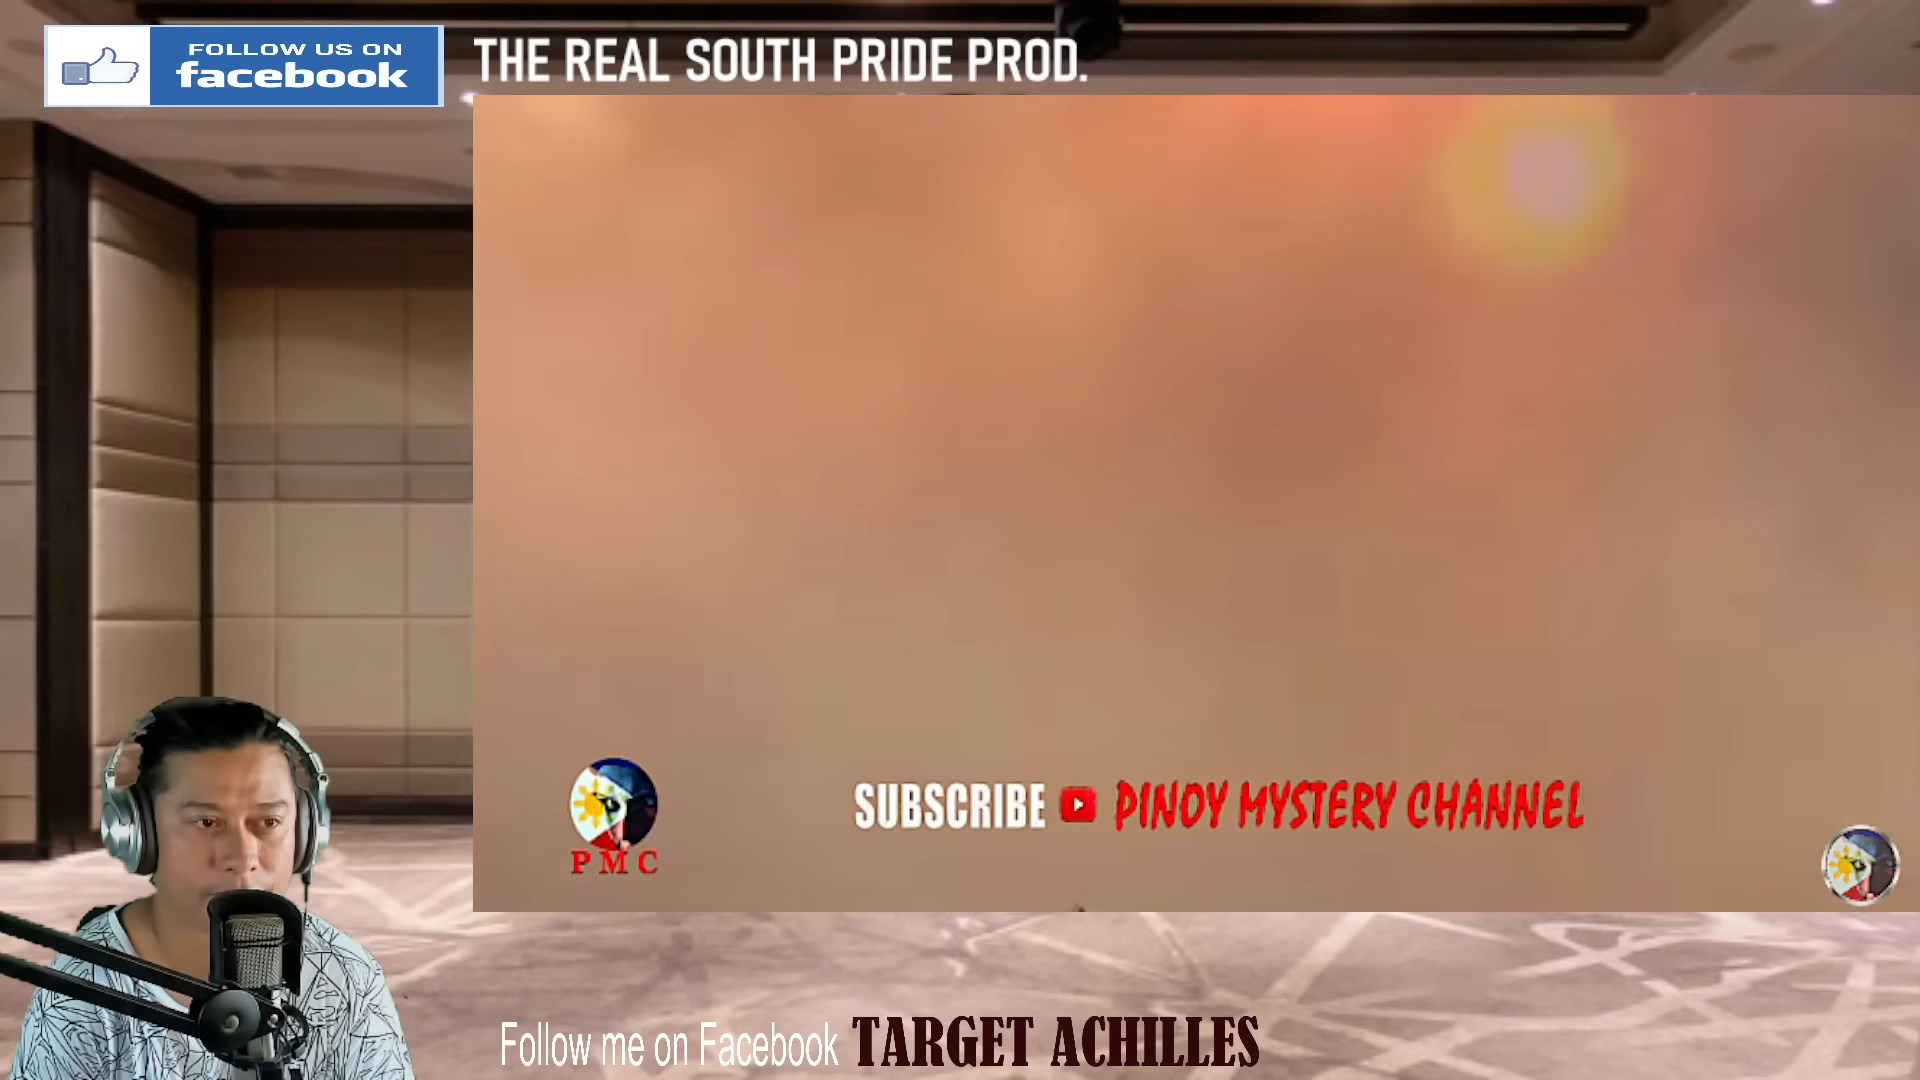 FOLLOW US ON
facebook
THE REAL SOUTH PRIDE PROD.
SUBSCRIBE PINOY MYSTERY CHANNEL
PMC
Follow me on Facebook TARGET ACHILLES